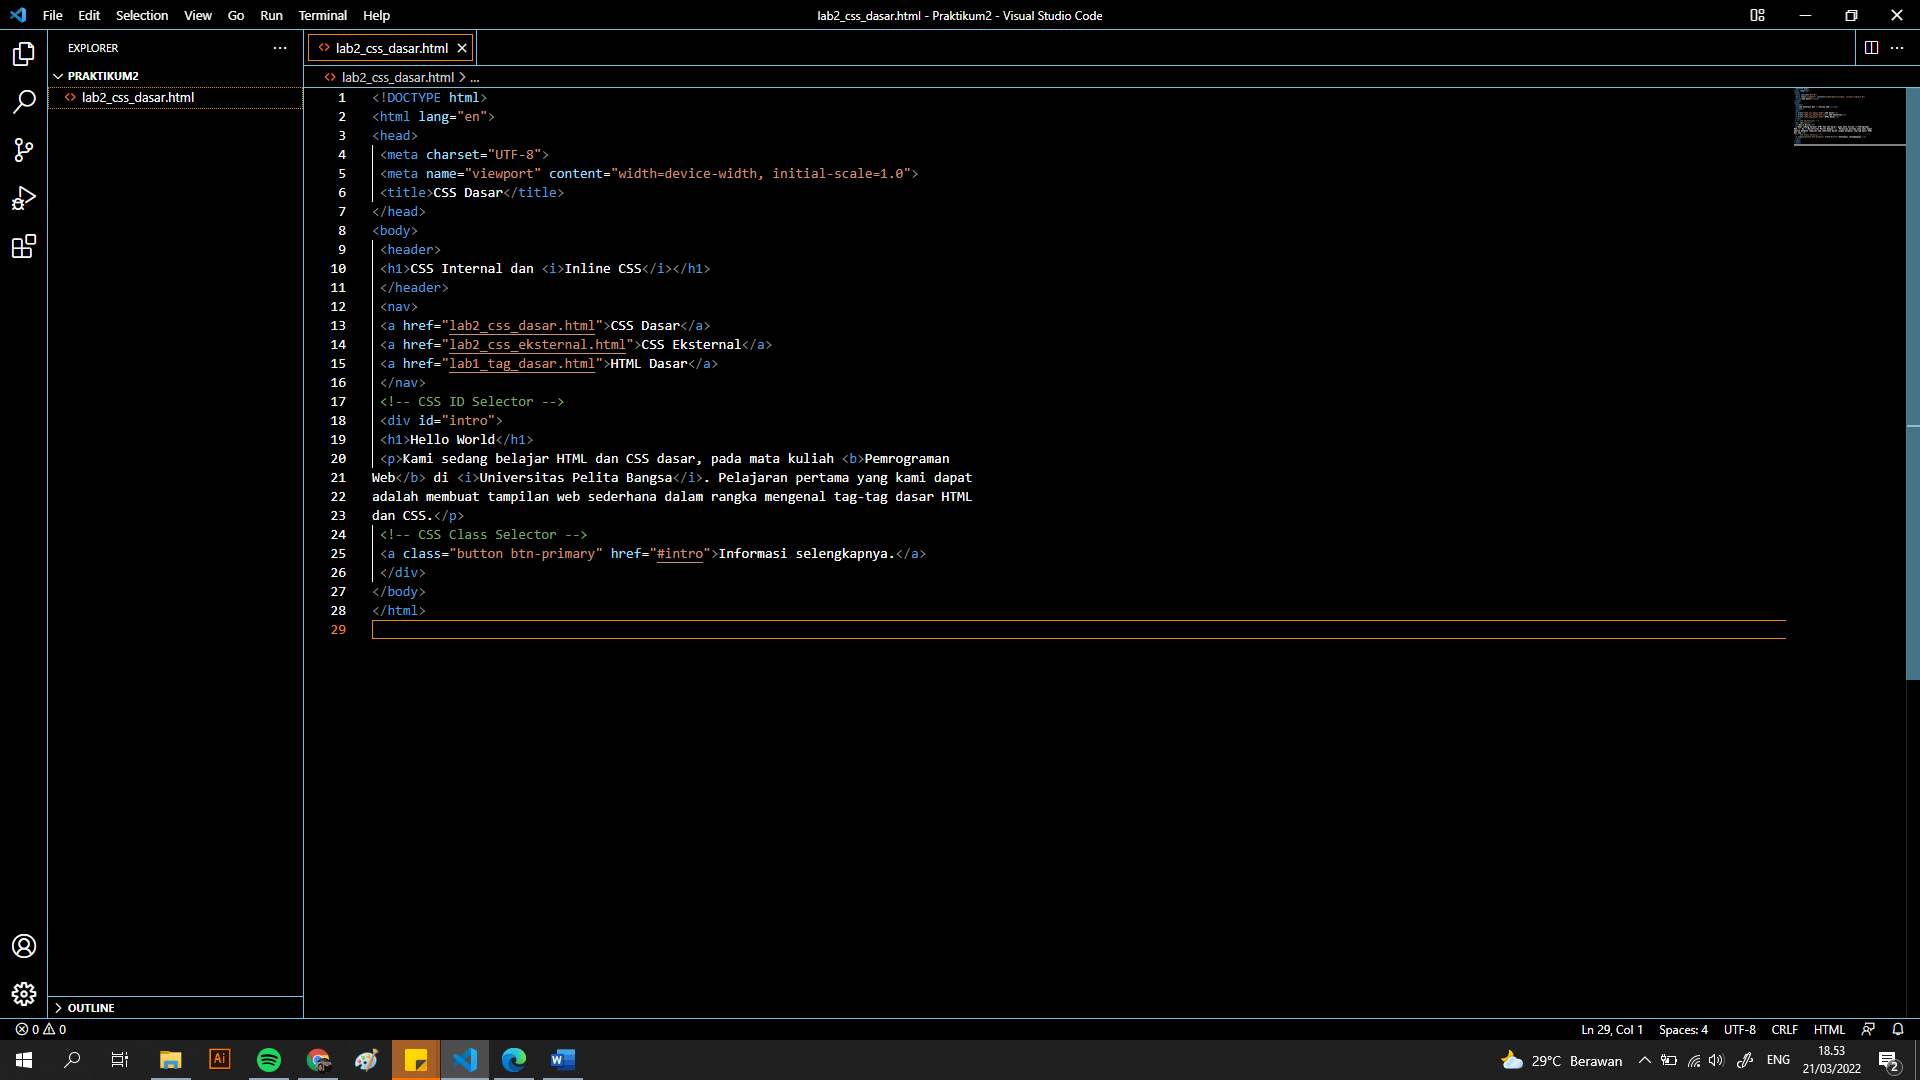 File Edit Selection View Go Run Terminal Help
lab2_css_dasar.html - Praktikum2 - Visual Studio Code
EXPLORER
PRAKTIKUM2
lab2_css_dasar.html
lab2_css_dasar.html
lab2_css_dasar.html > ...
1 <!DOCTYPE html>
2 <html lang="en">
3 <head>
4 <meta charset="UTF-8">
5 <meta name="viewport" content="width=device-width, initial-scale=1.0">
6 <title>CSS Dasar</title>
7 </head>
8 <body>
9 <header>
10 <h1>CSS Internal dan <i>Inline CSS</i></h1>
11 </header>
12 <nav>
13 <a href="lab2_css_dasar.html">CSS Dasar</a>
14 <a href="lab2_css_eksternal.html">CSS Eksternal</a>
15 <a href="lab1_tag_dasar.html">HTML Dasar</a>
16 </nav>
17 <!-- CSS ID Selector -->
18 <div id="intro">
19 <h1>Hello World</h1>
20 <p>Kami sedang belajar HTML dan CSS dasar, pada mata kuliah <b>Pemrograman
21 Web</b> di <i>Universitas Pelita Bangsa</i>. Pelajaran pertama yang kami dapat
22 adalah membuat tampilan web sederhana dalam rangka mengenal tag-tag dasar HTML
23 dan CSS.</p>
24 <!-- CSS Class Selector -->
25 <a class="button btn-primary" href="#intro">Informasi selengkapnya.</a>
26 </div>
27 </body>
28 </html>
29
OUTLINE
0 0
Ln 29, Col 1 Spaces: 4 UTF-8 CRLF HTML
Ai
W
29°C Berawan
ENG
18.53
21/03/2022
2